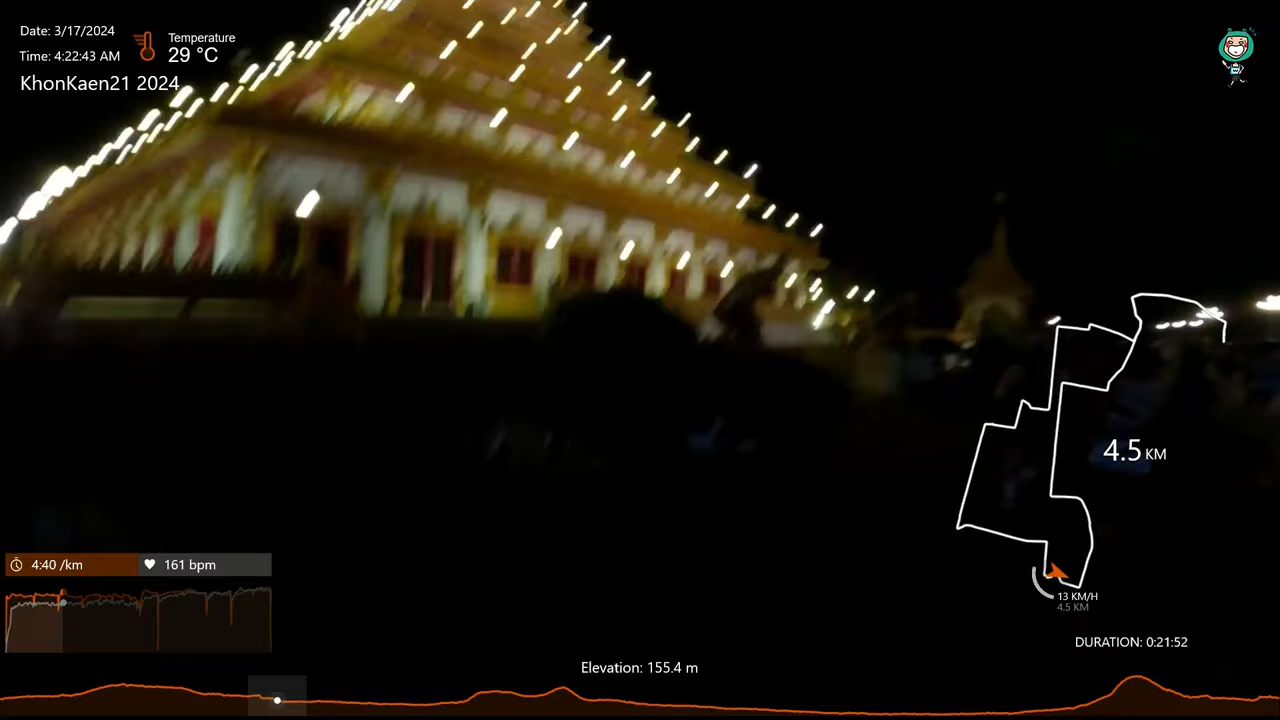 Date: 3/17/2024
Time: 4:22:43 AM
Temperature
29 °C
KhonKaen21 2024
4.5 KM
4:40 /km
161 bpm
13 KM/H
4.5 KM
DURATION: 0:21:52
Elevation: 155.4 m